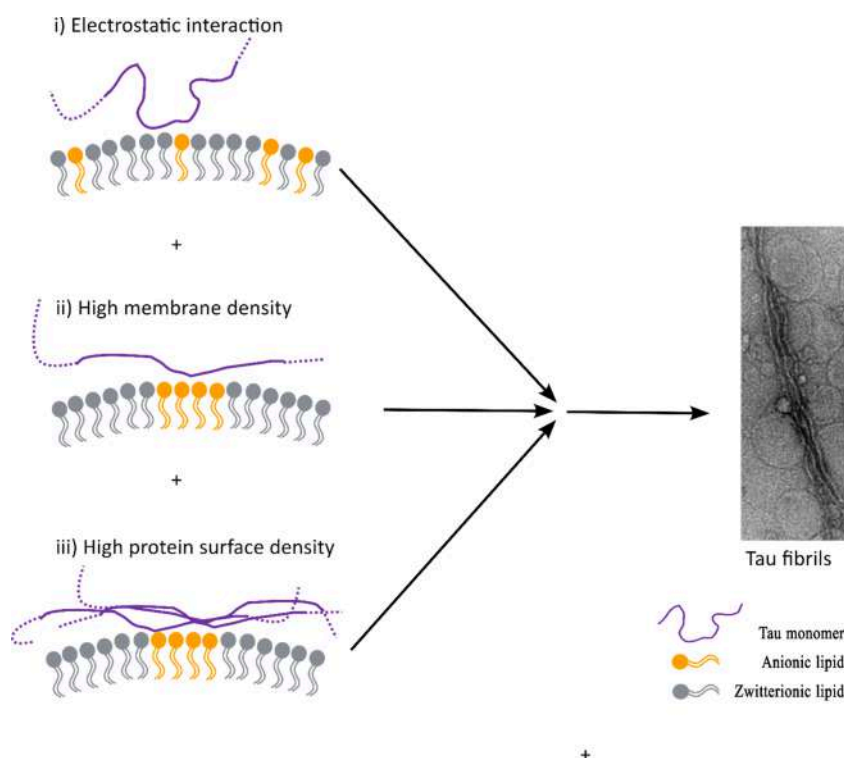 i) Electrostatic interaction
+
ii) High membrane density
+
iii) High protein surface density
Tau fibrils
Tau monomer
Anionic lipid
Zwitterionic lipid
+